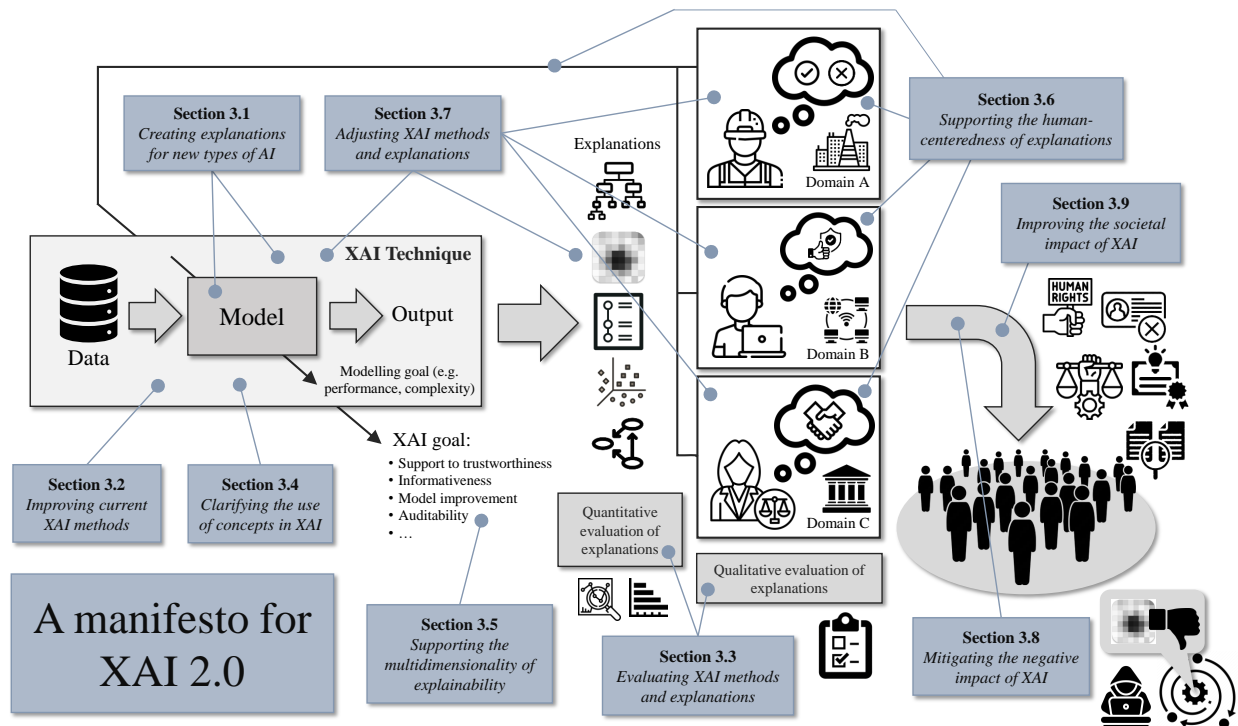 Section 3.1
Creating explanations
for new types of AI
Section 3.7
Adjusting XAI methods
and explanations
Explanations
Domain A
Section 3.6
Supporting the human-
centeredness of explanations
Section 3.9
Improving the societal
impact of XAI
HUMAN
RIGHTS
XAI Technique
Data
Model
Output
Modelling goal (e.g.
performance, complexity)
Domain B
XAI goal:
• Support to trustworthiness
• Informativeness
• Model improvement
• Auditability
• ...
Domain C
Section 3.2
Improving current
XAI methods
Section 3.4
Clarifying the use
of concepts in XAI
Quantitative
evaluation of
explanations
Qualitative evaluation of
explanations
A manifesto for
XAI 2.0
Section 3.5
Supporting the
multidimensionality of
explainability
Section 3.3
Evaluating XAI methods
and explanations
Section 3.8
Mitigating the negative
impact of XAI